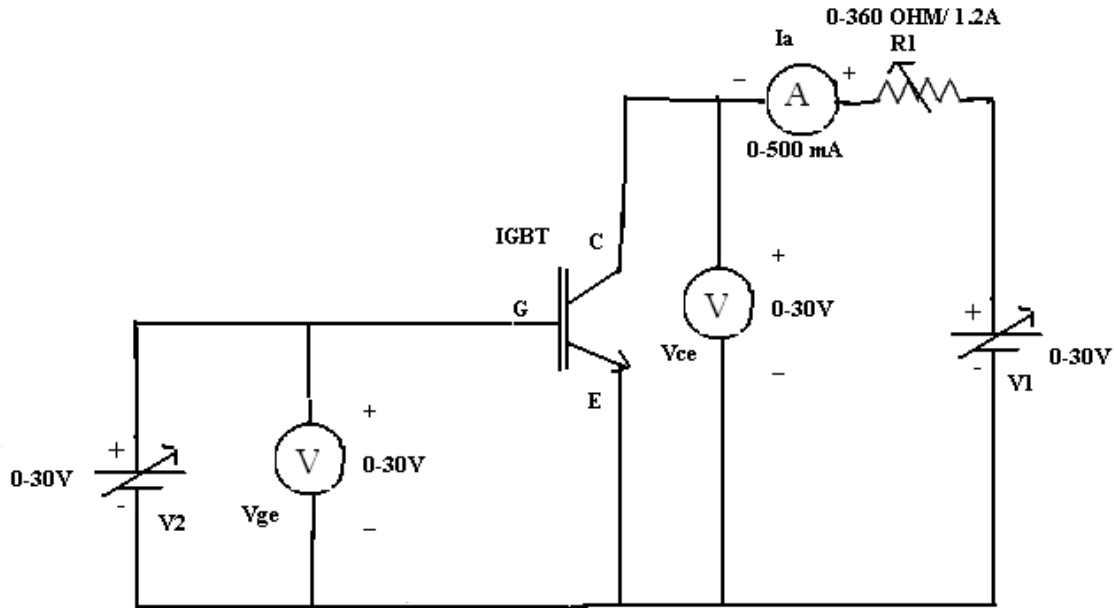 0-360 OHM/ 1.2A
Ia
R1
-
+
A
0-500 mA
IGBT
C
G
+
V
0-30V
Vce
-
E
+
0-30V
-
V1
+
V
0-30V
Vge
-
+
0-30V
-
V2